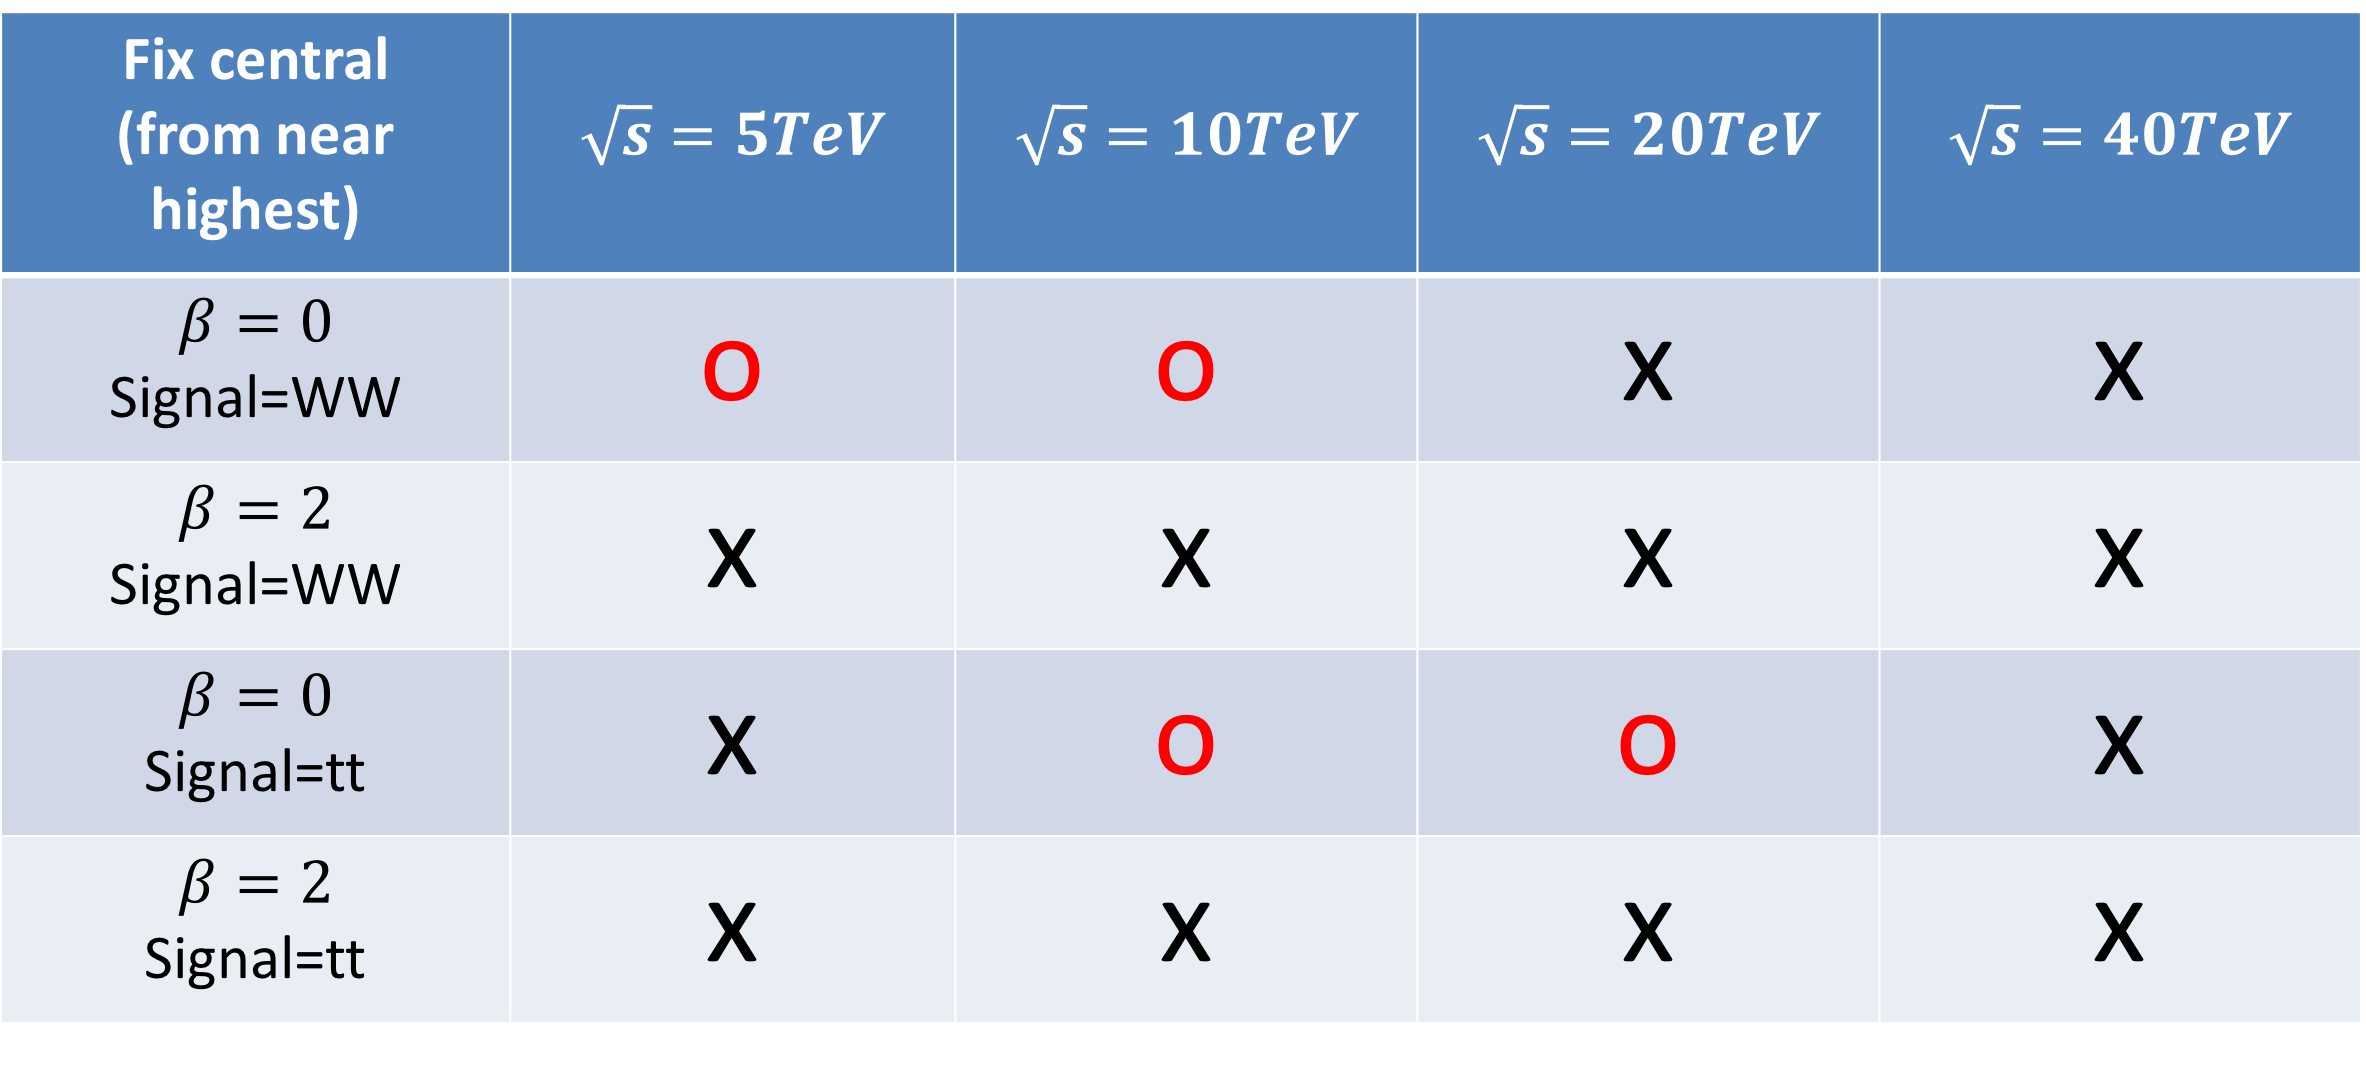 Fix central
(from near
highest)
√s = 5TeV
√s = 10TeV
√s = 20TeV
√s = 40TeV
β = 0
Signal=WW
O
O
X
X
β = 2
Signal=WW
X
X
X
X
β = 0
Signal=tt
X
O
O
X
β = 2
Signal=tt
X
X
X
X